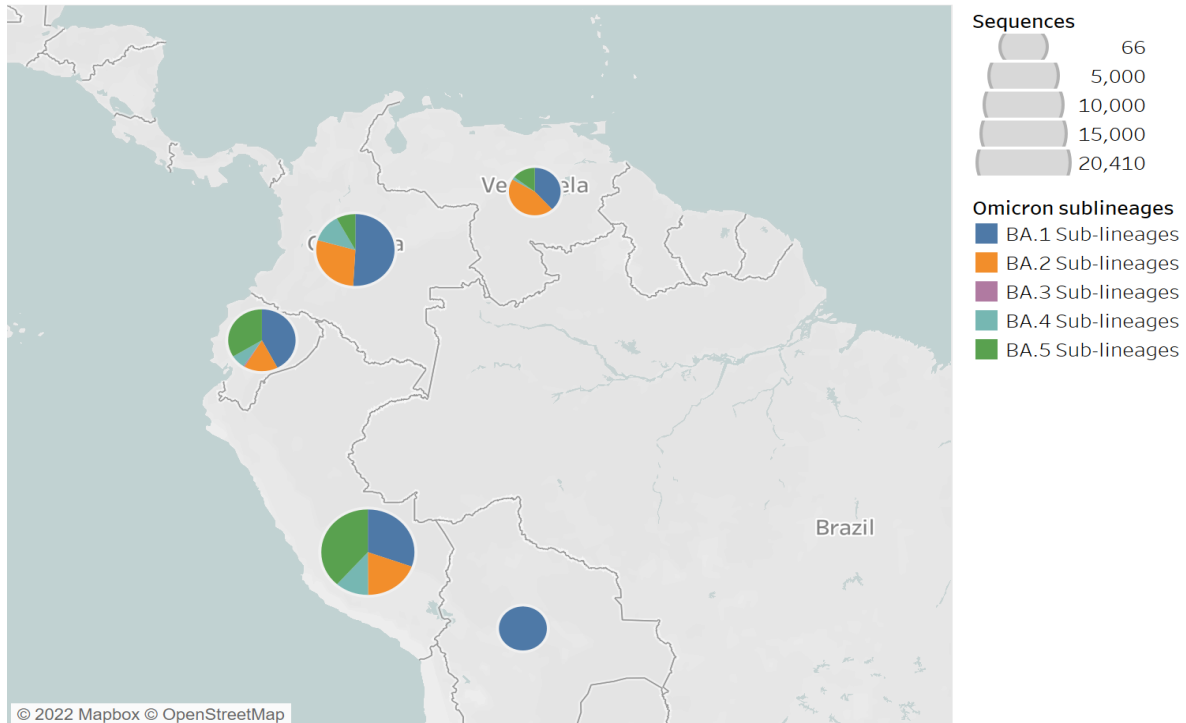 Sequences
66
5,000
10,000
15,000
20,410
Omicron sublineages
BA.1 Sub-lineages
BA.2 Sub-lineages
BA.3 Sub-lineages
BA.4 Sub-lineages
BA.5 Sub-lineages
Brazil
© 2022 Mapbox © OpenStreetMap